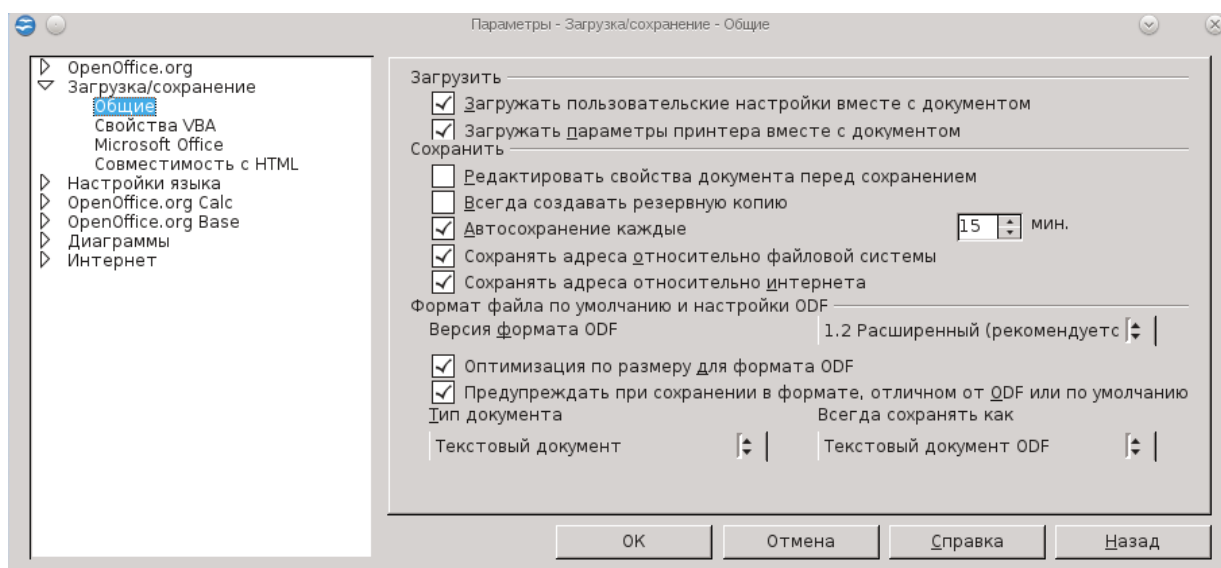 Параметры - Загрузка/сохранение - Общие
OpenOffice.org
Загрузка/сохранение
Общие
Свойства VBA
Microsoft Office
Совместимость с HTML
Настройки языка
OpenOffice.org Calc
OpenOffice.org Base
Диаграммы
Интернет
Загрузить
Загружать пользовательские настройки вместе с документом
Загружать параметры принтера вместе с документом
Сохранить
Редактировать свойства документа перед сохранением
Всегда создавать резервную копию
Автосохранение каждые 15 мин.
Сохранять адреса относительно файловой системы
Сохранять адреса относительно интернета
Формат файла по умолчанию и настройки ODF
Версия формата ODF 1.2 Расширенный (рекомендуетс
Оптимизация по размеру для формата ODF
Предупреждать при сохранении в формате, отличном от ODF или по умолчанию
Тип документа Всегда сохранять как
Текстовый документ Текстовый документ ODF
OK Отмена Справка Назад